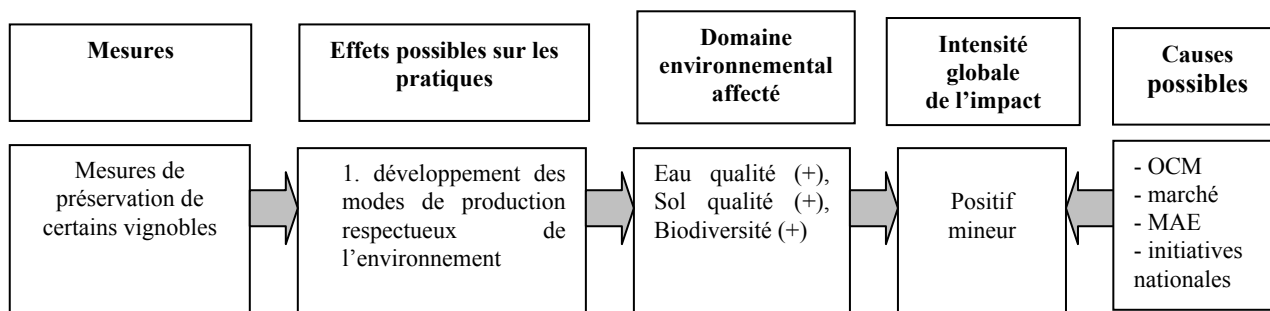 Mesures
Effets possibles sur les
pratiques
Domaine
environnemental
affecté
Intensité
globale
de l'impact
Causes
possibles
Mesures de
préservation de
certains vignobles
1. développement des
modes de production
respectueux de
l'environnement
Eau qualité (+),
Sol qualité (+),
Biodiversité (+)
Positif
mineur
- OCM
- marché
- MAE
- initiatives
nationales